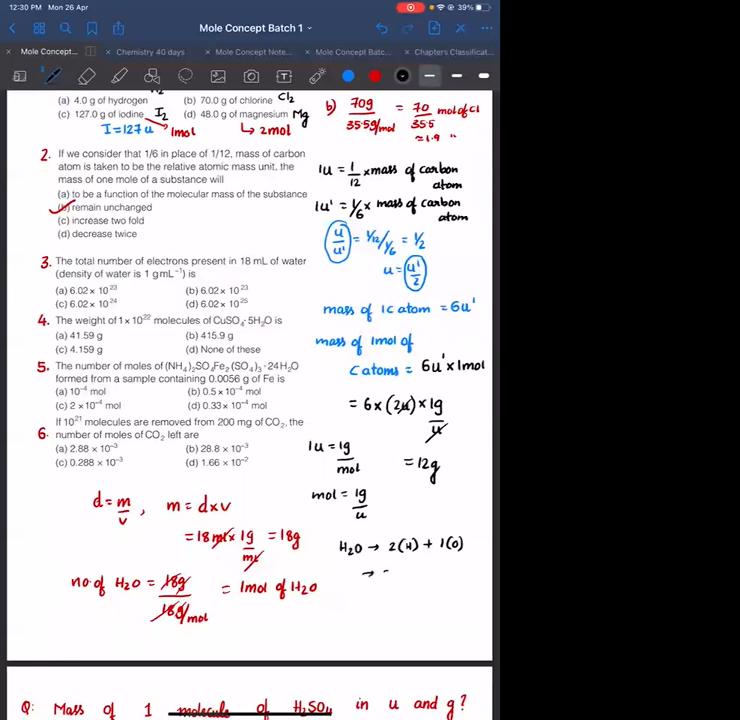 12:30 PM Mon 26 Apr
39%
Mole Concept Batch 1
Mole Concept...
Chemistry 40 days
Mole Concept Note...
Mole Concept Batc...
Chapters Classificat...
(a) 4.0 g of hydrogen (b) 70.0 g of chlorine Cl2
(c) 127.0 g of iodine I2 (d) 48.0 g of magnesium Mg
I = 127 u → 1mol ↳ 2mol
b) 70g / 35.5g/mol = 70 / 35.5 mol of Cl
≈ 1.9 "
2. If we consider that 1/6 in place of 1/12, mass of carbon
atom is taken to be the relative atomic mass unit, the
mass of one mole of a substance will
(a) to be a function of the molecular mass of the substance
(b) remain unchanged
(c) increase two fold
(d) decrease twice
1u = 1/12 × mass of carbon
atom
1u' = 1/6 × mass of carbon
atom
u/u' = 1/12 / 1/6 = 1/2
u = u'/2
3. The total number of electrons present in 18 mL of water
(density of water is 1 g mL⁻¹) is
(a) 6.02 × 10²³ (b) 6.02 × 10²³
(c) 6.02 × 10²⁴ (d) 6.02 × 10²⁵
4. The weight of 1 × 10²² molecules of CuSO₄·5H₂O is
(a) 41.59 g (b) 415.9 g
(c) 4.159 g (d) None of these
5. The number of moles of (NH₄)₂SO₄Fe₂(SO₄)₃·24H₂O
formed from a sample containing 0.0056 g of Fe is
(a) 10⁻⁴ mol (b) 0.5 × 10⁻⁴ mol
(c) 2 × 10⁻⁴ mol (d) 0.33 × 10⁻⁴ mol
6. If 10²¹ molecules are removed from 200 mg of CO₂, the
number of moles of CO₂ left are
(a) 2.88 × 10⁻³ (b) 28.8 × 10⁻³
(c) 0.288 × 10⁻³ (d) 1.66 × 10⁻²
mass of 1C atom = 6u'
mass of 1mol of
C atoms = 6u' × 1mol
= 6 × (2u) × 1g/u
= 12g
1u = 1g/mol
mol = 1g/u
H2O → 2(H) + 1(O)
→
d = m/v, m = d×v
= 18ml × 1g/ml = 18g
no. of H2O = 18g / 18g/mol = 1mol of H2O
Q: Mass of 1 molecule of H2SO4 in u and g?